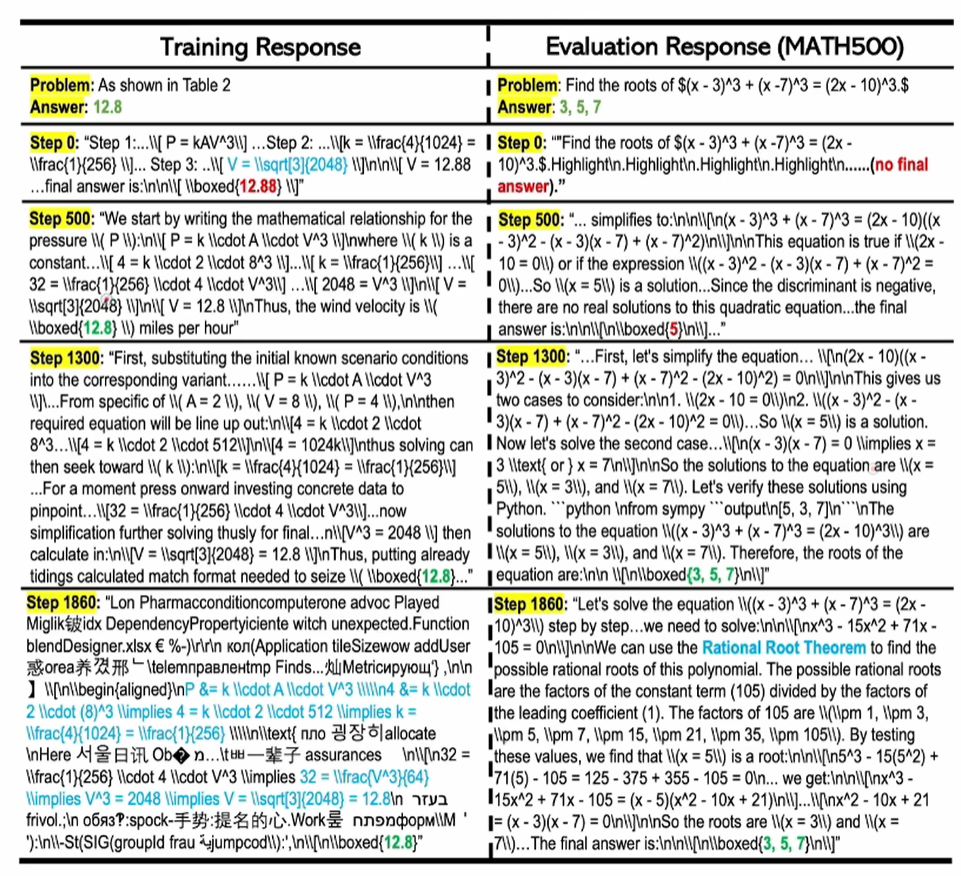 Training Response
Problem: As shown in Table 2
Answer: 12.8
Step 0: “Step 1:...\\[ P = kAV^3\\] ...Step 2: ...\\[k = \\frac{4}{1024} =
\\frac{1}{256} \\]... Step 3: ..\\[ V = \\sqrt[3]{2048} \\]\n\n\\[ V = 12.88
...final answer is:\n\n\\[ \\boxed{12.88} \\]”
Step 500: “We start by writing the mathematical relationship for the
pressure \\( P \\):\n\\[ P = k \\cdot A \\cdot V^3 \\]\nwhere \\( k \\) is a
constant...\\[ 4 = k \\cdot 2 \\cdot 8^3 \\]...\\[ k = \\frac{1}{256}\\] ...\\[
32 = \\frac{1}{256} \\cdot 4 \\cdot V^3 \\] ...\\[ 2048 = V^3 \\]\n\\[ V =
\\sqrt[3]{2048} \\]\n\\[ V = 12.8 \\]\nThus, the wind velocity is \\(
\\boxed{12.8} \\) miles per hour”
Step 1300: “First, substituting the initial known scenario conditions
into the corresponding variant......\\[ P = k \\cdot A \\cdot V^3
\\]\...From specific of \\( A = 2 \\), \\( V = 8 \\), \\( P = 4 \\),\n\nthen
required equation will be line up out:\n\\[4 = k \\cdot 2 \\cdot
8^3...\\[4 = k \\cdot 2 \\cdot 512\\]\n\\[4 = 1024k\\]\nthus solving can
then seek toward \\( k \\):\n\\[k = \\frac{4}{1024} = \\frac{1}{256}\\]
...For a moment press onward investing concrete data to
pinpoint...\\[32 = \\frac{1}{256} \\cdot 4 \\cdot V^3\\]...now
simplification further solving thusly for final...n\\[V^3 = 2048 \\] then
calculate in:\n\\[V = \\sqrt[3]{2048} = 12.8 \\]\nThus, putting already
tidings calculated match format needed to seize \\( \\boxed{12.8}...”
Step 1860: “Lon Pharmacconditioncomputerone advoc Played
Miglik铍idx DependencyPropertyiciente witch unexpected.Function
blendDesigner.xlsx € %-)\r\r\n кол(Application tileSizewow addUser
\telemправлентmp Finds... Metricирующ'} ,\n\n
】 \\[\n\\begin{aligned}\nP &= k \\cdot A \\cdot V^3 \\\\\n4 &= k \\cdot
2 \\cdot (8)^3 \\implies 4 = k \\cdot 2 \\cdot 512 \\implies k =
\\frac{4}{1024} = \\frac{1}{256} \\\\\n\\text{ пло 굉장히|allocate
\nHere 서울日讯 Ob� מ...\tㅃ一辈子 assurances \n\\[\n32 =
\\frac{1}{256} \\cdot 4 \\cdot V^3 \\implies 32 = \\frac{V^3}{64}
\\implies V^3 = 2048 \\implies V = \\sqrt[3]{2048} = 12.8\n בעזר
frivol.;\n обяз?:spock-手势:提名的心.Work륲 מפתחформ\\M '
'):\n\\-St(SIG(groupId frau jumpcod\\):',\n\\[\n\\boxed{12.8}”
Evaluation Response (MATH500)
Problem: Find the roots of $(x - 3)^3 + (x -7)^3 = (2x - 10)^3.$
Answer: 3, 5, 7
Step 0: “"Find the roots of $(x - 3)^3 + (x -7)^3 = (2x -
10)^3.$.Highlight\n.Highlight\n.Highlight\n.Highlight\n......(no final
answer).”
Step 500: “... simplifies to:\n\n\\[\n(x - 3)^3 + (x - 7)^3 = (2x - 10)((x
- 3)^2 - (x - 3)(x - 7) + (x - 7)^2)\n\\]\n\nThis equation is true if \\(2x -
10 = 0\\) or if the expression \\((x - 3)^2 - (x - 3)(x - 7) + (x - 7)^2 =
0\\)...So \\(x = 5\\) is a solution...Since the discriminant is negative,
there are no real solutions to this quadratic equation...the final
answer is:\n\n\\[\n\\boxed{5}\n\\]...”
Step 1300: “...First, let's simplify the equation... \\[\n(2x - 10)((x -
3)^2 - (x - 3)(x - 7) + (x - 7)^2 - (2x - 10)^2) = 0\n\\]\n\nThis gives us
two cases to consider:\n\n1. \\(2x - 10 = 0\\)\n2. \\((x - 3)^2 - (x -
3)(x - 7) + (x - 7)^2 - (2x - 10)^2 = 0\\)...So \\(x = 5\\) is a solution.
Now let's solve the second case...\\[\n(x - 3)(x - 7) = 0 \\implies x =
3 \\text{ or } x = 7\n\\]\n\nSo the solutions to the equation are \\(x =
5\\), \\(x = 3\\), and \\(x = 7\\). Let's verify these solutions using
Python. ```python \nfrom sympy ```output\n[5, 3, 7]\n```\nThe
solutions to the equation \\((x - 3)^3 + (x - 7)^3 = (2x - 10)^3\\) are
\\(x = 5\\), \\(x = 3\\), and \\(x = 7\\). Therefore, the roots of the
equation are:\n\n \\[\n\\boxed{3, 5, 7}\n\\]”
Step 1860: “Let's solve the equation \\((x - 3)^3 + (x - 7)^3 = (2x -
10)^3\\) step by step...we need to solve:\n\n\\[\nx^3 - 15x^2 + 71x -
105 = 0\n\\]\n\nWe can use the Rational Root Theorem to find the
possible rational roots of this polynomial. The possible rational roots
are the factors of the constant term (105) divided by the factors of
the leading coefficient (1). The factors of 105 are \\(\\pm 1, \\pm 3,
\\pm 5, \\pm 7, \\pm 15, \\pm 21, \\pm 35, \\pm 105\\). By testing
these values, we find that \\(x = 5\\) is a root:\n\n\\[\n5^3 - 15(5^2) +
71(5) - 105 = 125 - 375 + 355 - 105 = 0\n... we get:\n\n\\[\nx^3 -
15x^2 + 71x - 105 = (x - 5)(x^2 - 10x + 21)\n\\]...\\[\nx^2 - 10x + 21
= (x - 3)(x - 7) = 0\n\\]\n\nSo the roots are \\(x = 3\\) and \\(x =
7\\)...The final answer is:\n\n\\[\n\\boxed{3, 5, 7}\n\\]”